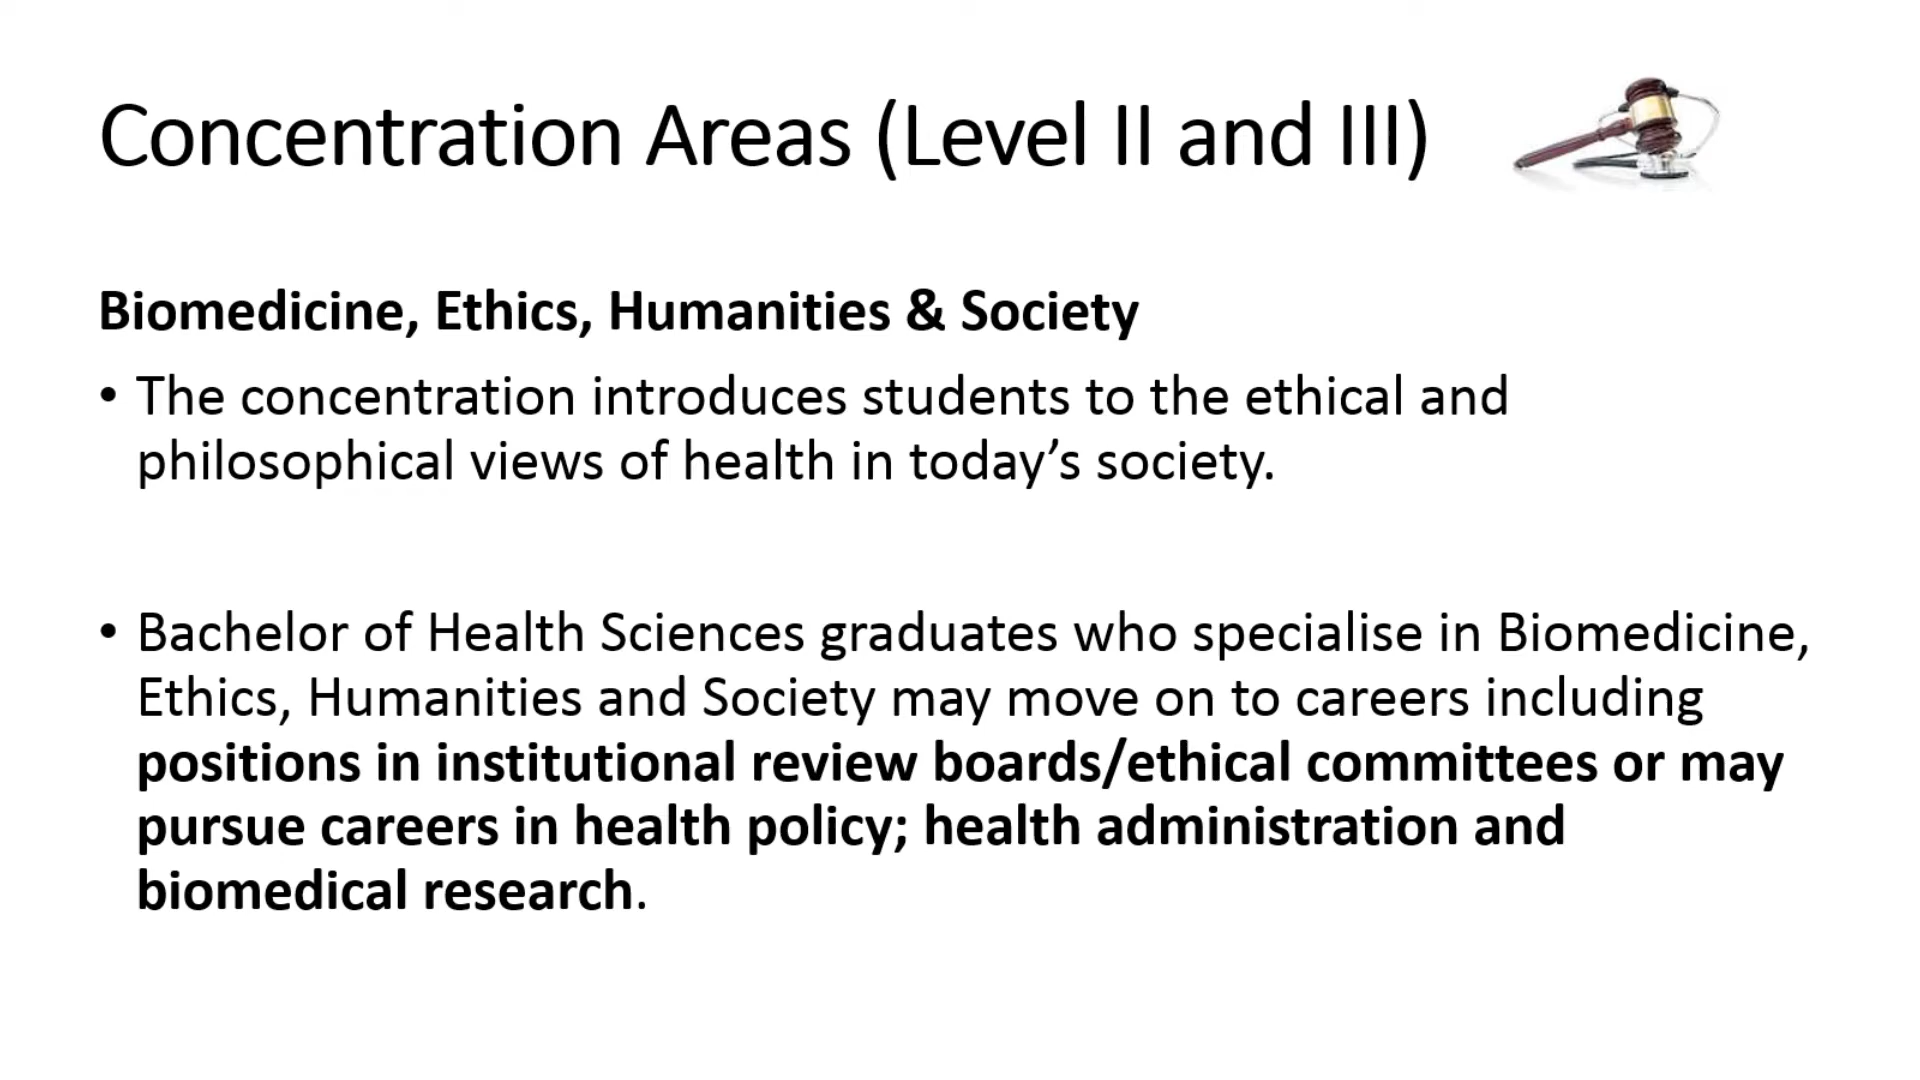 Concentration Areas (Level II and III)
Biomedicine, Ethics, Humanities & Society
• The concentration introduces students to the ethical and
philosophical views of health in today’s society.
• Bachelor of Health Sciences graduates who specialise in Biomedicine,
Ethics, Humanities and Society may move on to careers including
positions in institutional review boards/ethical committees or may
pursue careers in health policy; health administration and
biomedical research.